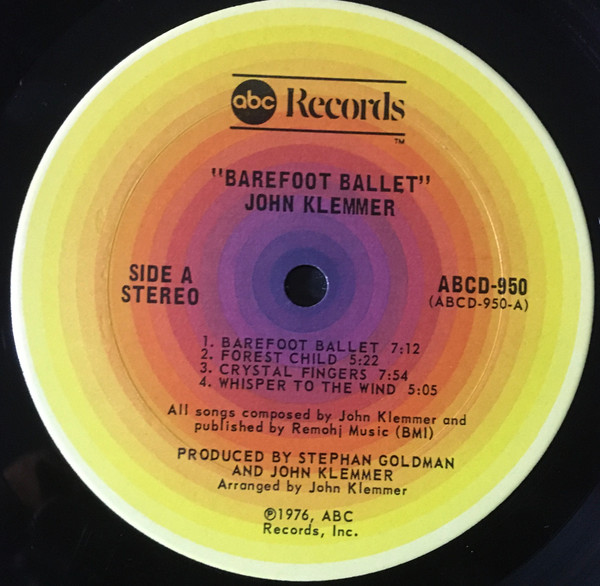 abc Records
TM
"BAREFOOT BALLET"
JOHN KLEMMER
SIDE A
STEREO
ABCD-950
(ABCD-950-A)
1. BAREFOOT BALLET 7:12
2. FOREST CHILD 5:22
3. CRYSTAL FINGERS 7:54
4. WHISPER TO THE WIND 5:05
All songs composed by John Klemmer and
published by Remohj Music (BMI)
PRODUCED BY STEPHAN GOLDMAN
AND JOHN KLEMMER
Arranged by John Klemmer
℗1976, ABC
Records, Inc.